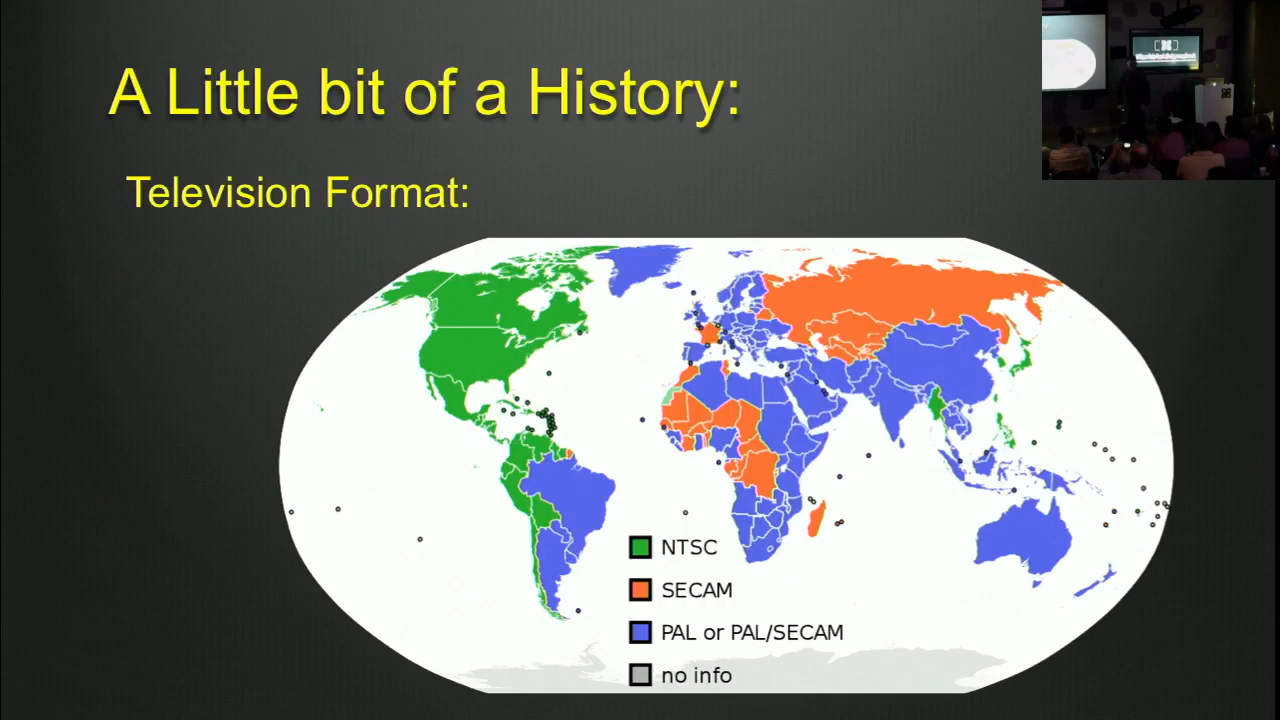 A Little bit of a History:
Television Format:
NTSC
SECAM
PAL or PAL/SECAM
no info